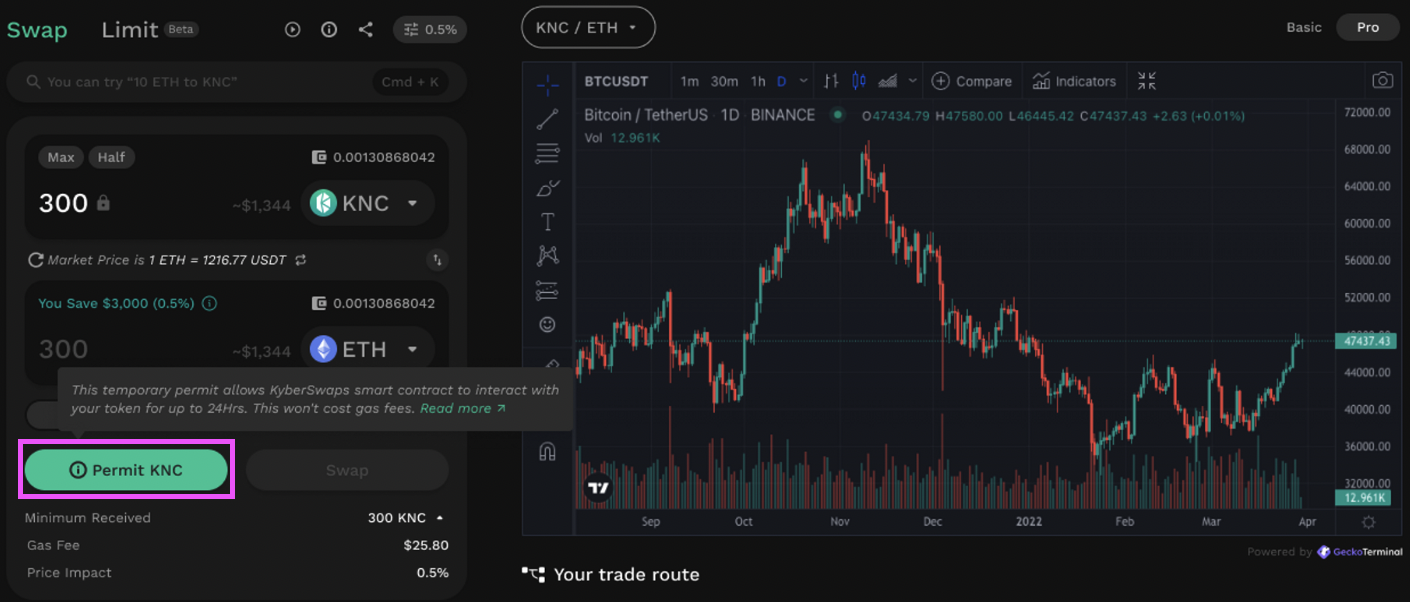 Swap Limit Beta 0.5%
You can try "10 ETH to KNC" Cmd + K
Max Half 0.00130868042
300 ~$1,344 KNC
Market Price is 1 ETH = 1216.77 USDT
You Save $3,000 (0.5%) 0.00130868042
300 ~$1,344 ETH
This temporary permit allows KyberSwaps smart contract to interact with
your token for up to 24Hrs. This won't cost gas fees. Read more ↗
Permit KNC Swap
Minimum Received 300 KNC
Gas Fee $25.80
Price Impact 0.5%
KNC / ETH Basic Pro
BTCUSDT 1m 30m 1h D Compare Indicators
Bitcoin / TetherUS 1D BINANCE O47434.79 H47580.00 L46445.42 C47437.43 +2.63 (+0.01%)
Vol 12.961K
72000.00
68000.00
64000.00
60000.00
56000.00
52000.00
47437.43
44000.00
40000.00
36000.00
32000.00
12.961K
Sep Oct Nov Dec 2022 Feb Mar Apr
Powered by GeckoTerminal
Your trade route